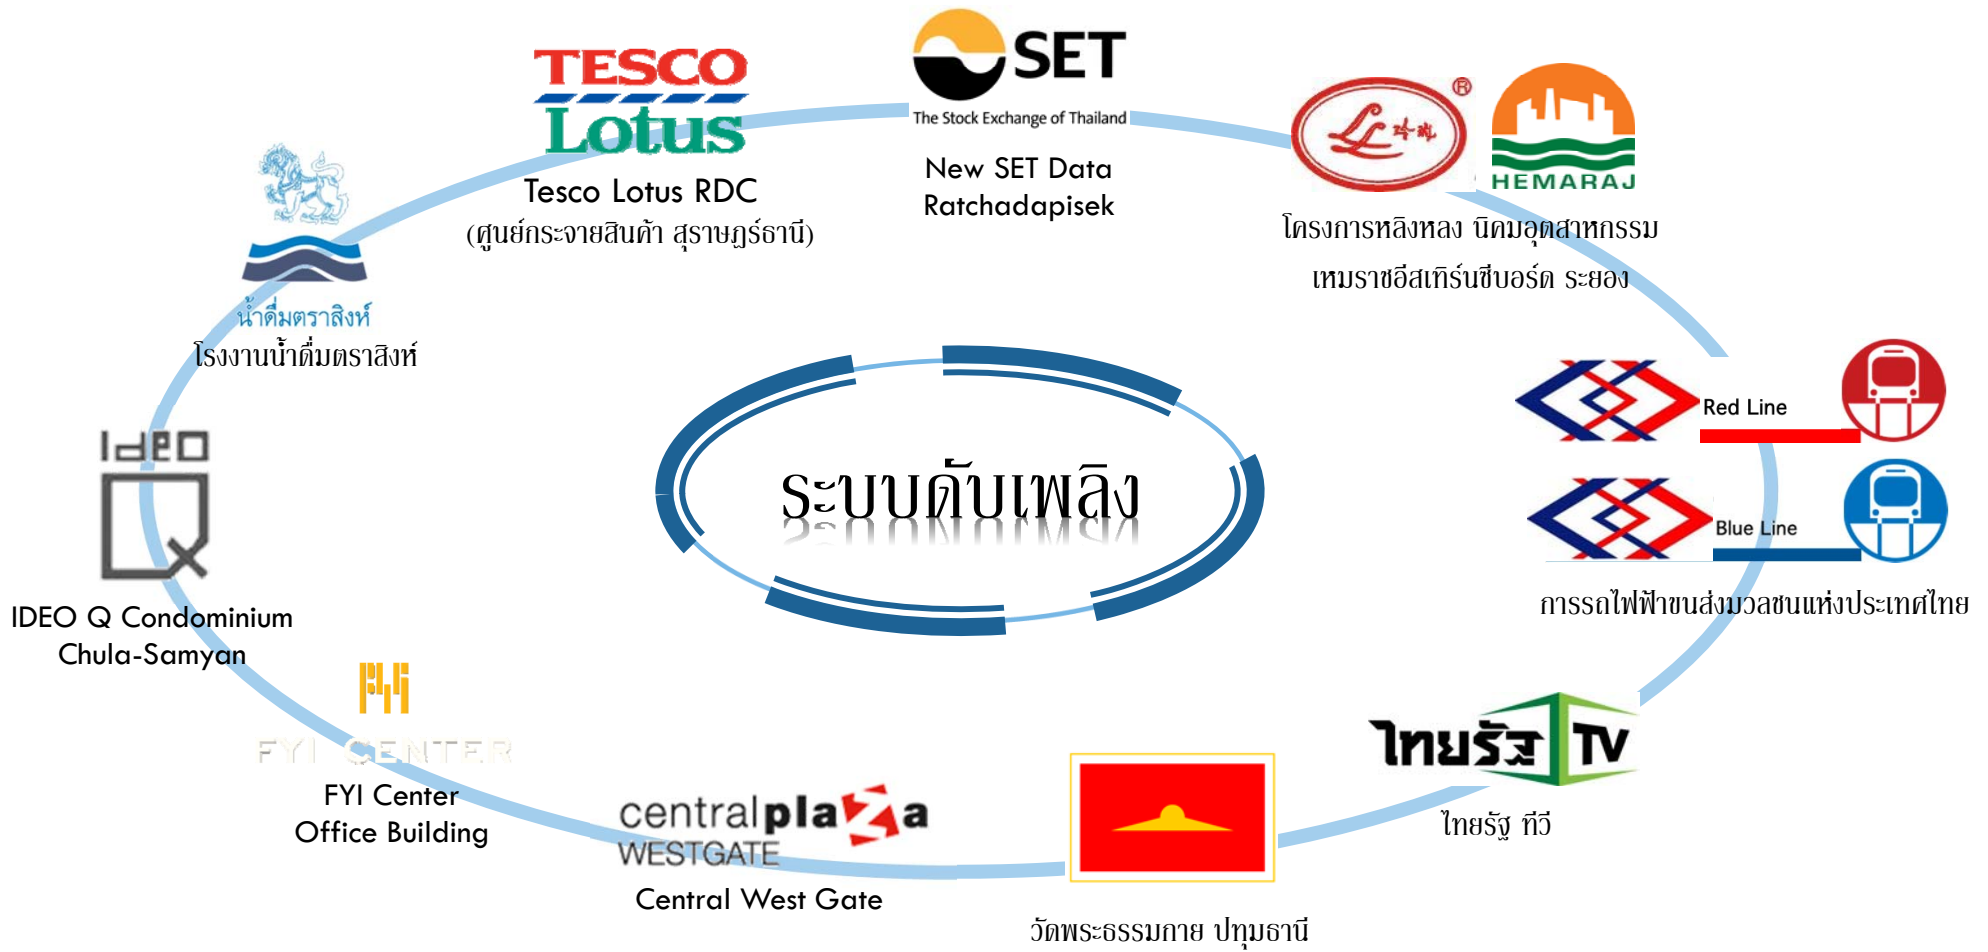 TESCO
Lotus
Tesco Lotus RDC
(ศูนย์กระจายสินค้า สุราษฎร์ธานี)
SET
The Stock Exchange of Thailand
New SET Data
Ratchadapisek
®
HEMARAJ
โครงการหลิงหลง นิคมอุตสาหกรรม
เหมราชอีสเทิร์นซีบอร์ด ระยอง
น้ำดื่มตราสิงห์
โรงงานน้ำดื่มตราสิงห์
Red Line
Blue Line
การรถไฟฟ้าขนส่งมวลชนแห่งประเทศไทย
ระบบดับเพลิง
IdeO
Q
IDEO Q Condominium
Chula-Samyan
FYI
FYI CENTER
FYI Center
Office Building
centralplaza
WESTGATE
Central West Gate
วัดพระธรรมกาย ปทุมธานี
ไทยรัฐ TV
ไทยรัฐ ทีวี